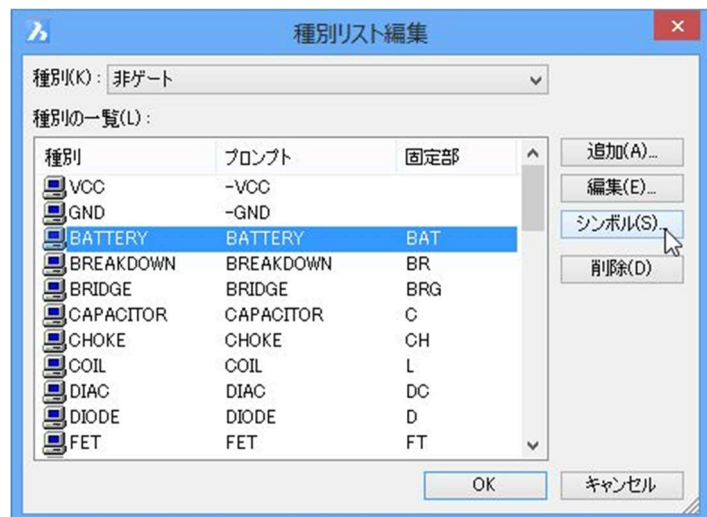 種別リスト編集
種別(K): 非ゲート
種別の一覧(L):
種別 プロンプト 固定部
VCC -VCC
GND -GND
BATTERY BATTERY BAT
BREAKDOWN BREAKDOWN BR
BRIDGE BRIDGE BRG
CAPACITOR CAPACITOR C
CHOKE CHOKE CH
COIL COIL L
DIAC DIAC DC
DIODE DIODE D
FET FET FT
追加(A)...
編集(E)...
シンボル(S)...
削除(D)
OK キャンセル